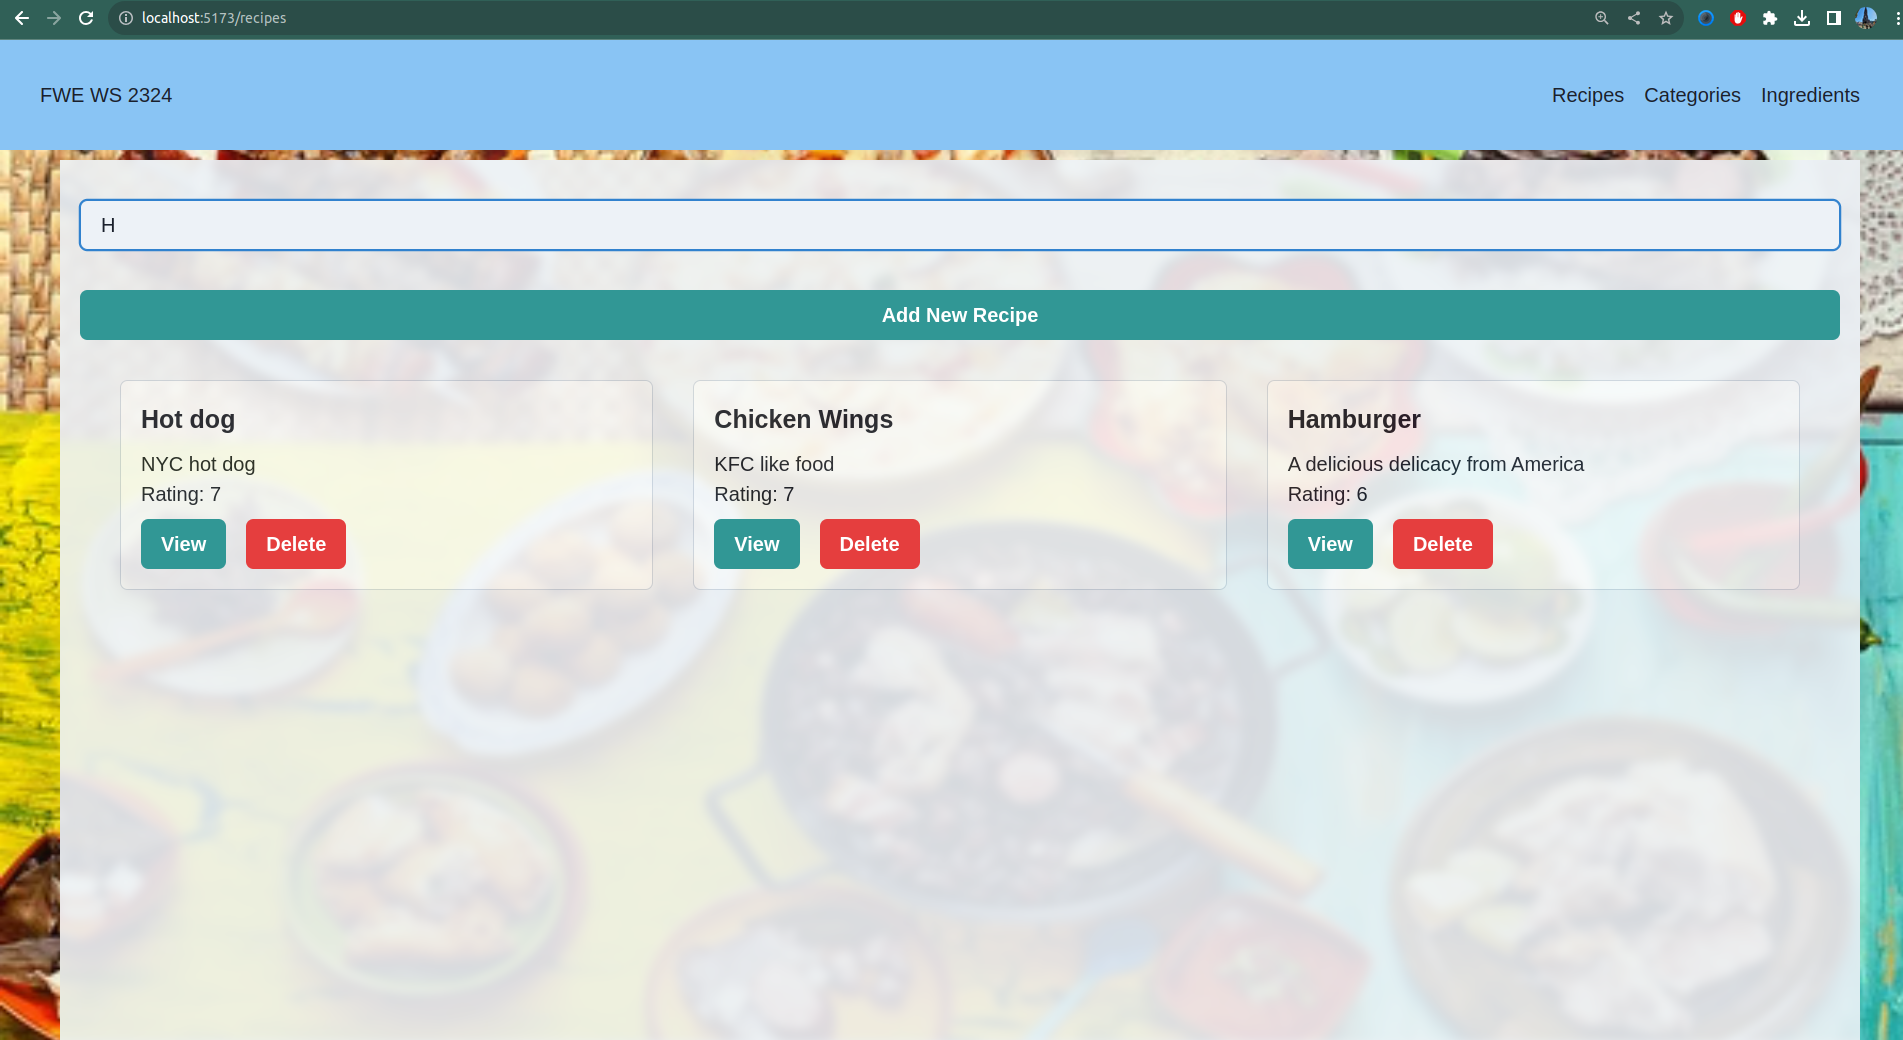 localhost:5173/recipes
FWE WS 2324
Recipes Categories Ingredients
H
Add New Recipe
Hot dog
NYC hot dog
Rating: 7
View Delete
Chicken Wings
KFC like food
Rating: 7
View Delete
Hamburger
A delicious delicacy from America
Rating: 6
View Delete